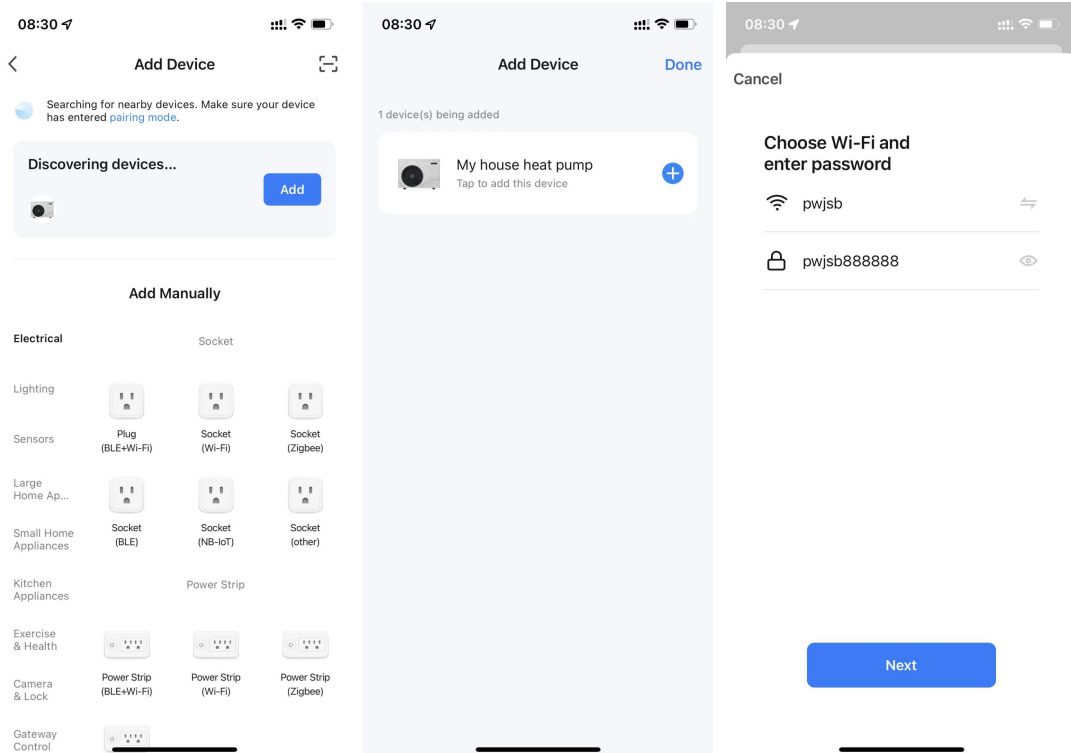 08:30
Add Device
Searching for nearby devices. Make sure your device
has entered pairing mode.
Discovering devices...
Add
Add Manually
Electrical
Socket
Lighting
Plug
(BLE+Wi-Fi)
Socket
(Wi-Fi)
Socket
(Zigbee)
Sensors
Large
Home Ap...
Socket
(BLE)
Socket
(NB-IoT)
Socket
(other)
Small Home
Appliances
Kitchen
Appliances
Power Strip
Exercise
& Health
Power Strip
(BLE+Wi-Fi)
Power Strip
(Wi-Fi)
Power Strip
(Zigbee)
Camera
& Lock
Gateway
Control
08:30
Add Device
Done
1 device(s) being added
My house heat pump
Tap to add this device
08:30
Cancel
Choose Wi-Fi and
enter password
pwjsb
pwjsb888888
Next